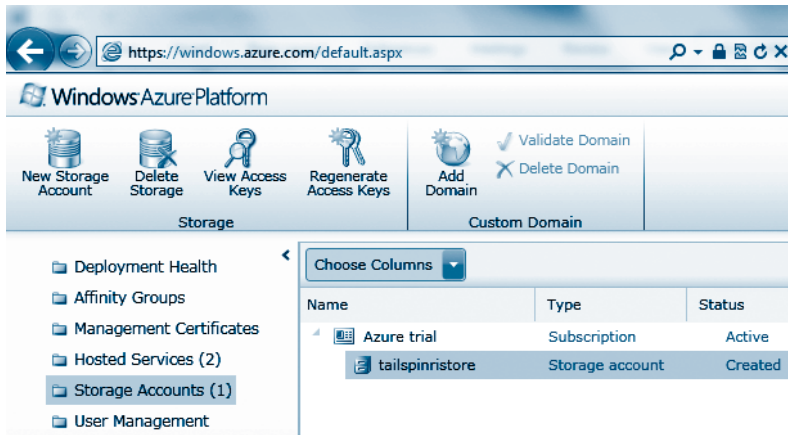 https://windows.azure.com/default.aspx
Windows Azure Platform
New Storage Account
Delete Storage
View Access Keys
Regenerate Access Keys
Add Domain
Validate Domain
Delete Domain
Storage
Custom Domain
Deployment Health
Affinity Groups
Management Certificates
Hosted Services (2)
Storage Accounts (1)
User Management
Choose Columns
Name Type Status
Azure trial Subscription Active
tailspinristore Storage account Created